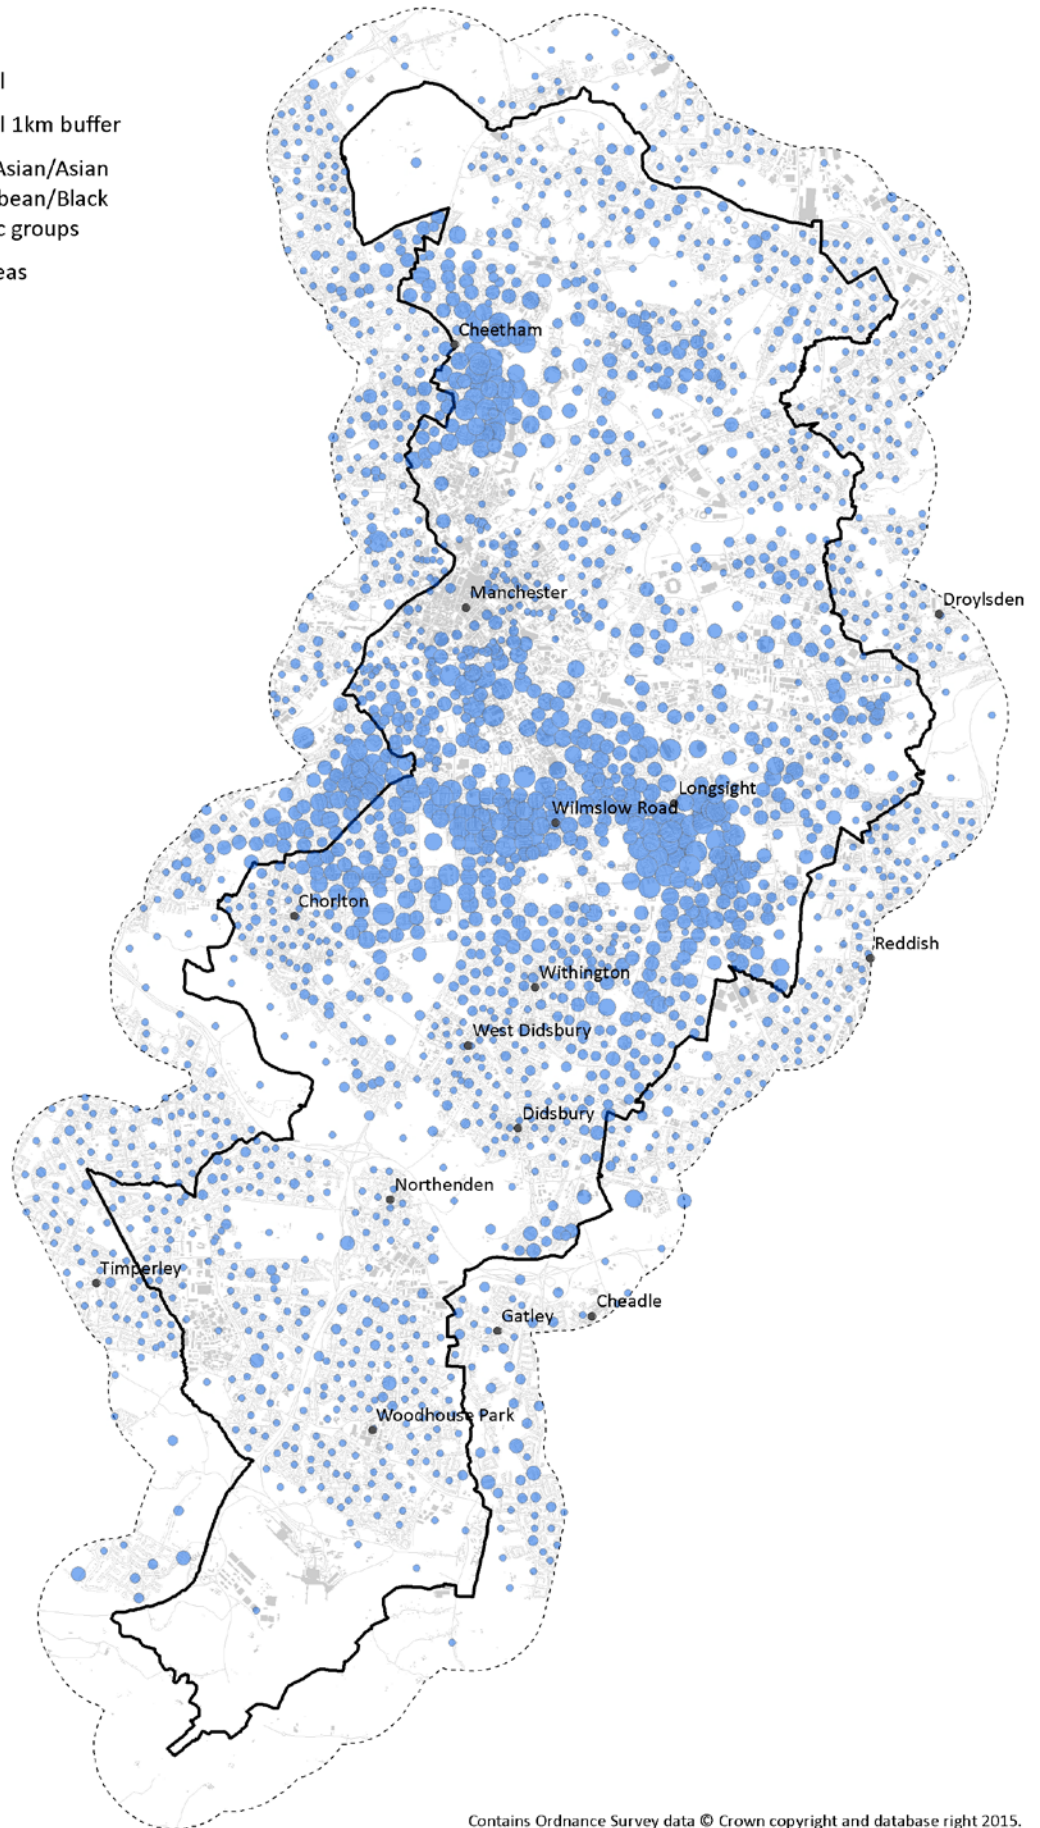 l
l 1km buffer
Asian/Asian
bean/Black
c groups
eas
Cheetham
Manchester
Droylsden
Longsight
Wilmslow Road
Chorlton
Reddish
Withington
West Didsbury
Didsbury
Northenden
Timperley
Cheadle
Gatley
Woodhouse Park
Contains Ordnance Survey data © Crown copyright and database right 2015.